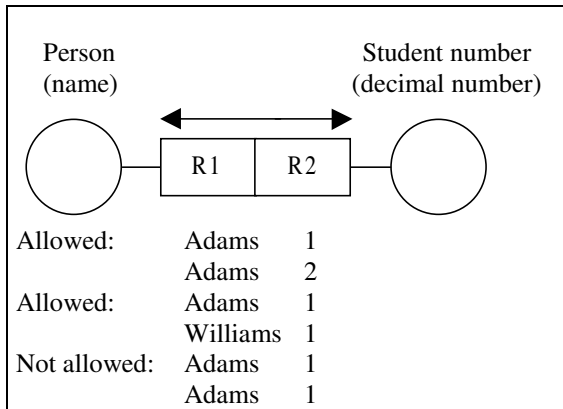 Person Student number
(name) (decimal number)
R1 R2
Allowed: Adams 1
Adams 2
Allowed: Adams 1
Williams 1
Not allowed: Adams 1
Adams 1